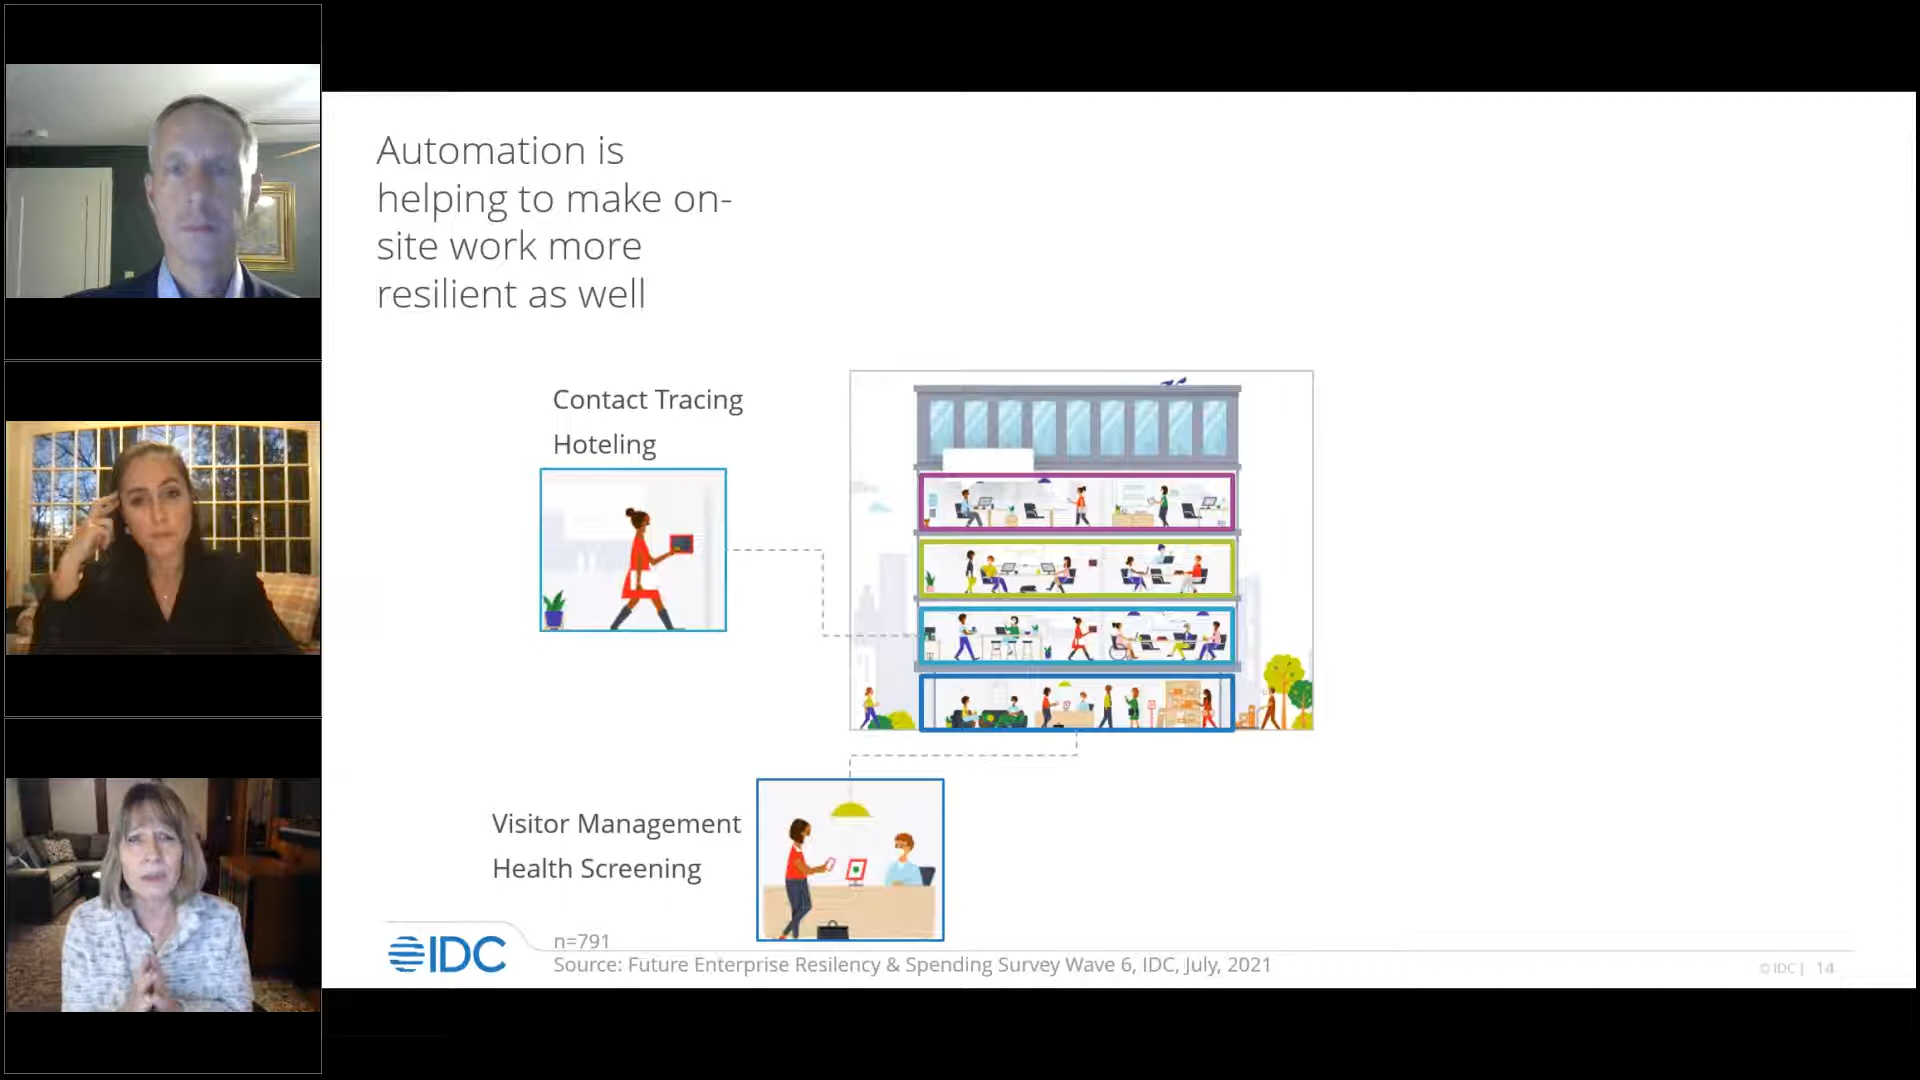 Automation is
helping to make on-
site work more
resilient as well
Contact Tracing
Hoteling
Visitor Management
Health Screening
IDC
n=791
Source: Future Enterprise Resilency & Spending Survey Wave 6, IDC, July, 2021
© IDC | 14